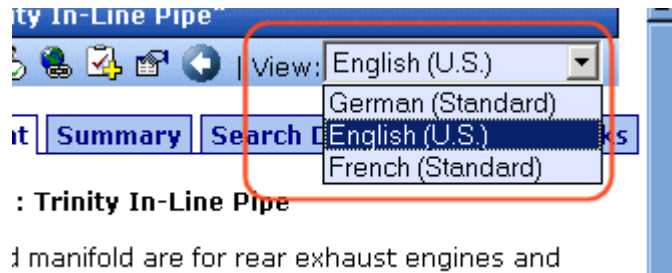 ity In-Line Pipe"
| View: English (U.S.)
German (Standard)
nt Summary Search D English (U.S.) ks
French (Standard)
: Trinity In-Line Pipe
d manifold are for rear exhaust engines and